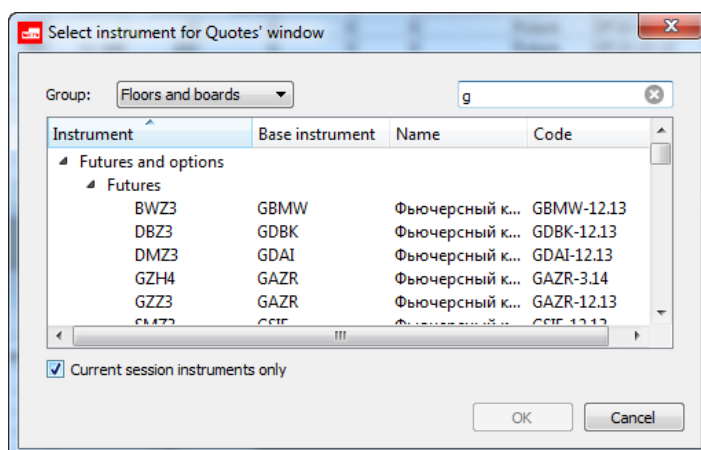 Select instrument for Quotes' window
Group: Floors and boards g
Instrument Base instrument Name Code
Futures and options
Futures
BWZ3 GBMW Фьючерсный к... GBMW-12.13
DBZ3 GDBK Фьючерсный к... GDBK-12.13
DMZ3 GDAI Фьючерсный к... GDAI-12.13
GZH4 GAZR Фьючерсный к... GAZR-3.14
GZZ3 GAZR Фьючерсный к... GAZR-12.13
Current session instruments only
OK Cancel